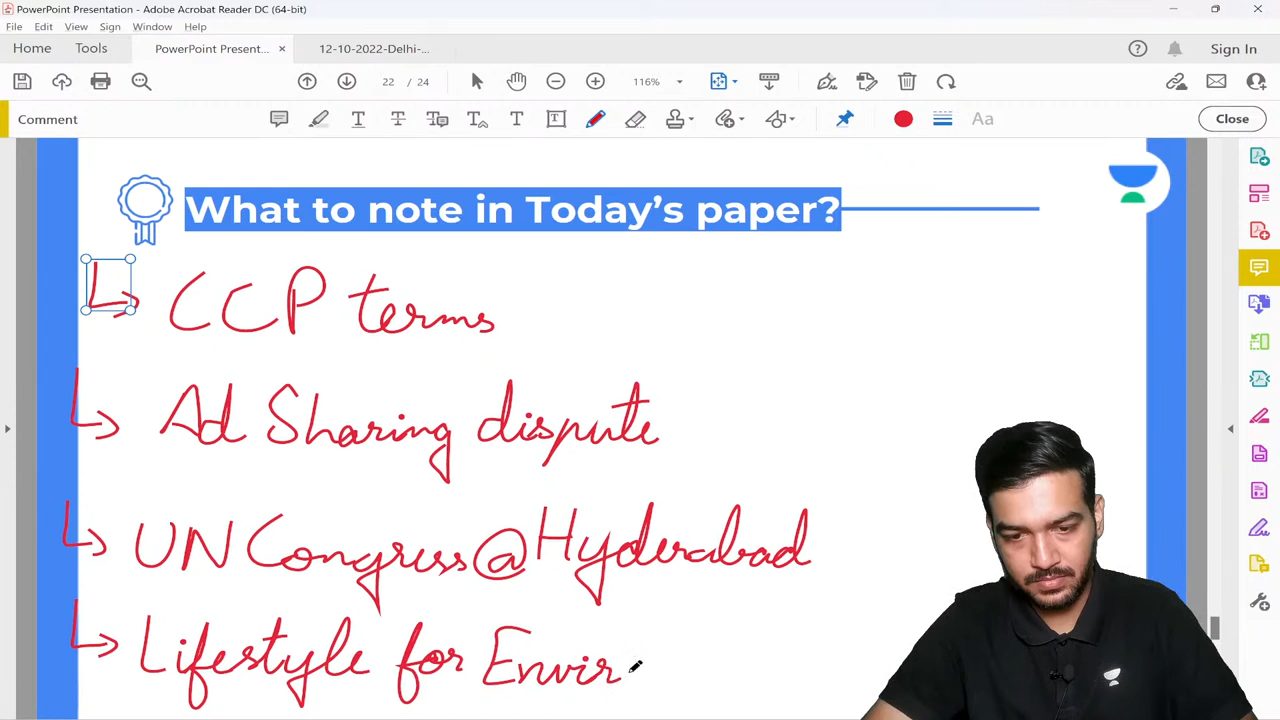 PowerPoint Presentation - Adobe Acrobat Reader DC (64-bit)
File Edit View Sign Window Help
Home Tools PowerPoint Present... × 12-10-2022-Delhi-... Sign In
22 / 24 116%
Comment Aa Close
What to note in Today's paper?
CCP terms
Ad Sharing dispute
UN Congress @ Hyderabad
Lifestyle for Envir